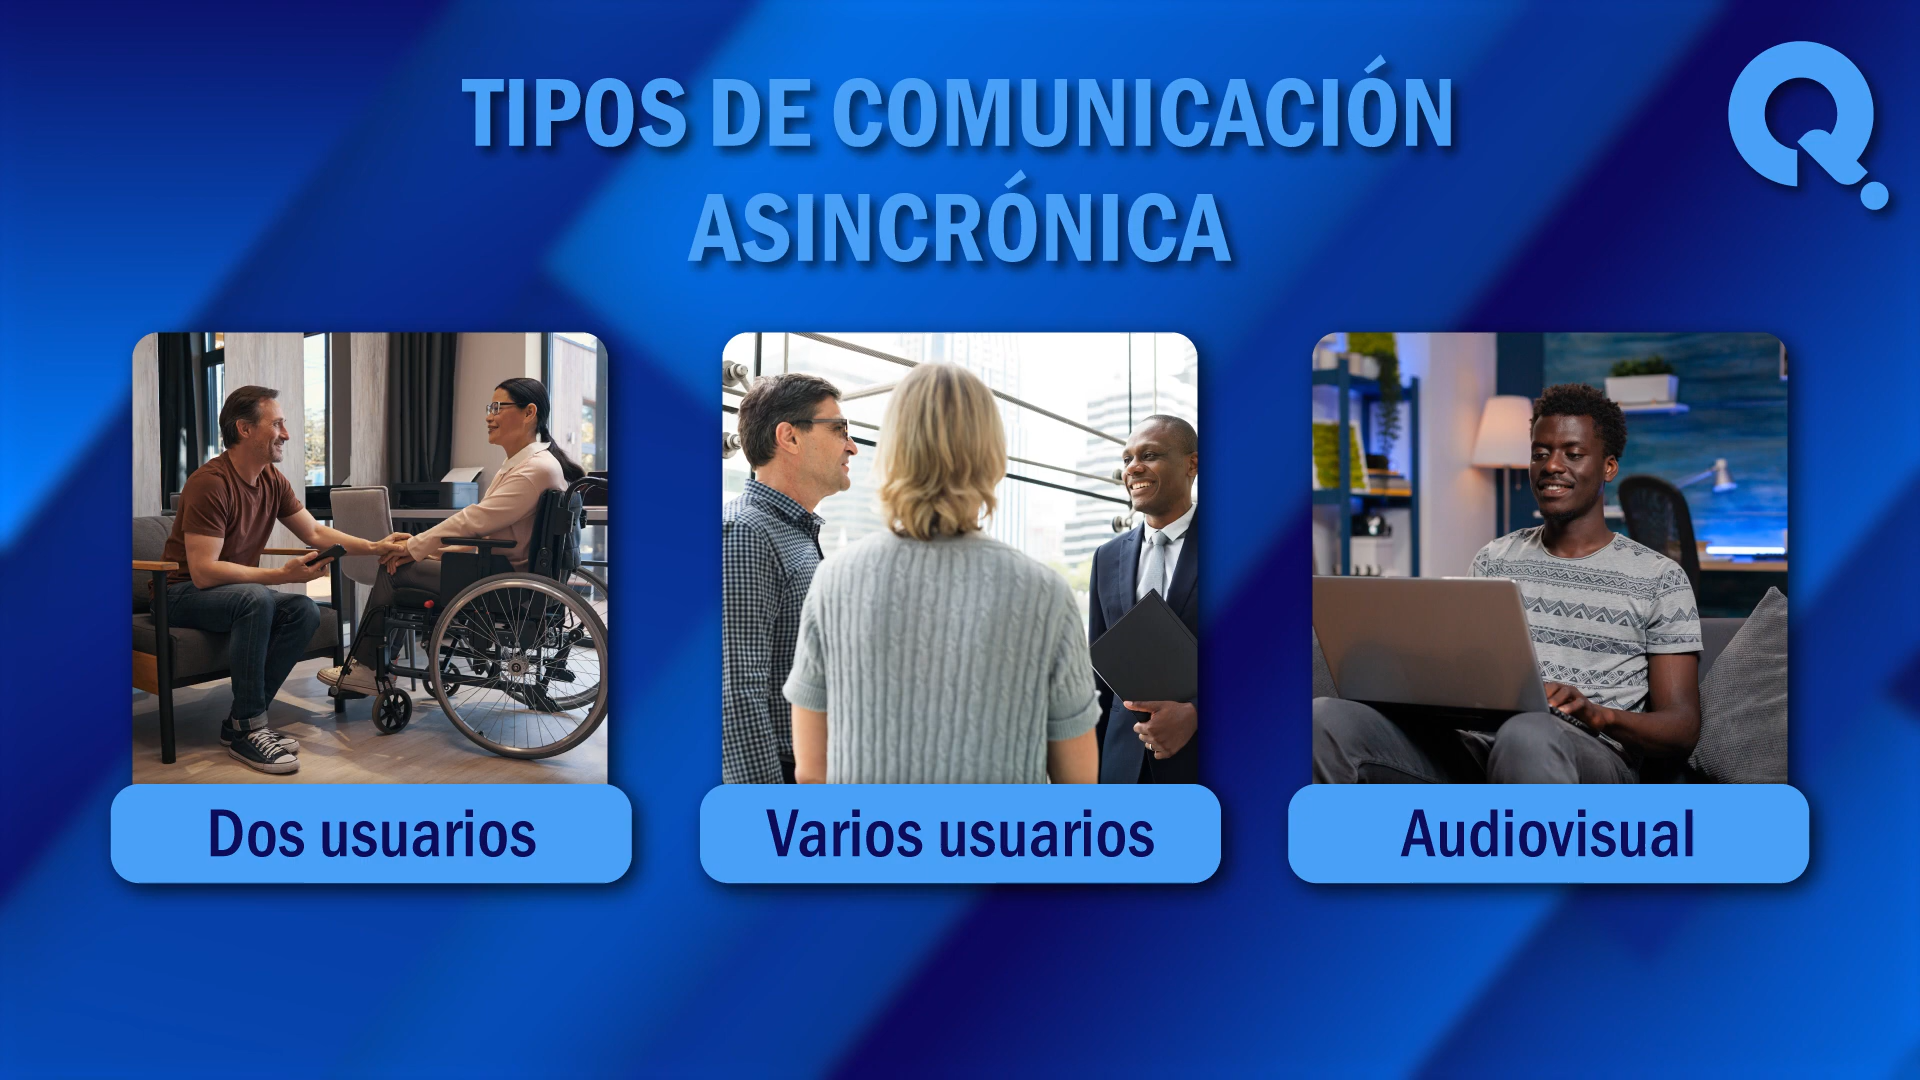 TIPOS DE COMUNICACIÓN
ASINCRÓNICA
Dos usuarios
Varios usuarios
Audiovisual